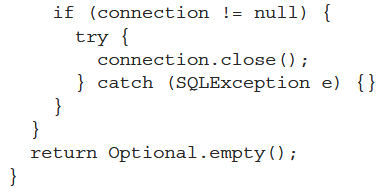 if (connection != null) {
      try {
        connection.close();
      } catch (SQLException e) {}
    }
  }
  return Optional.empty();
}